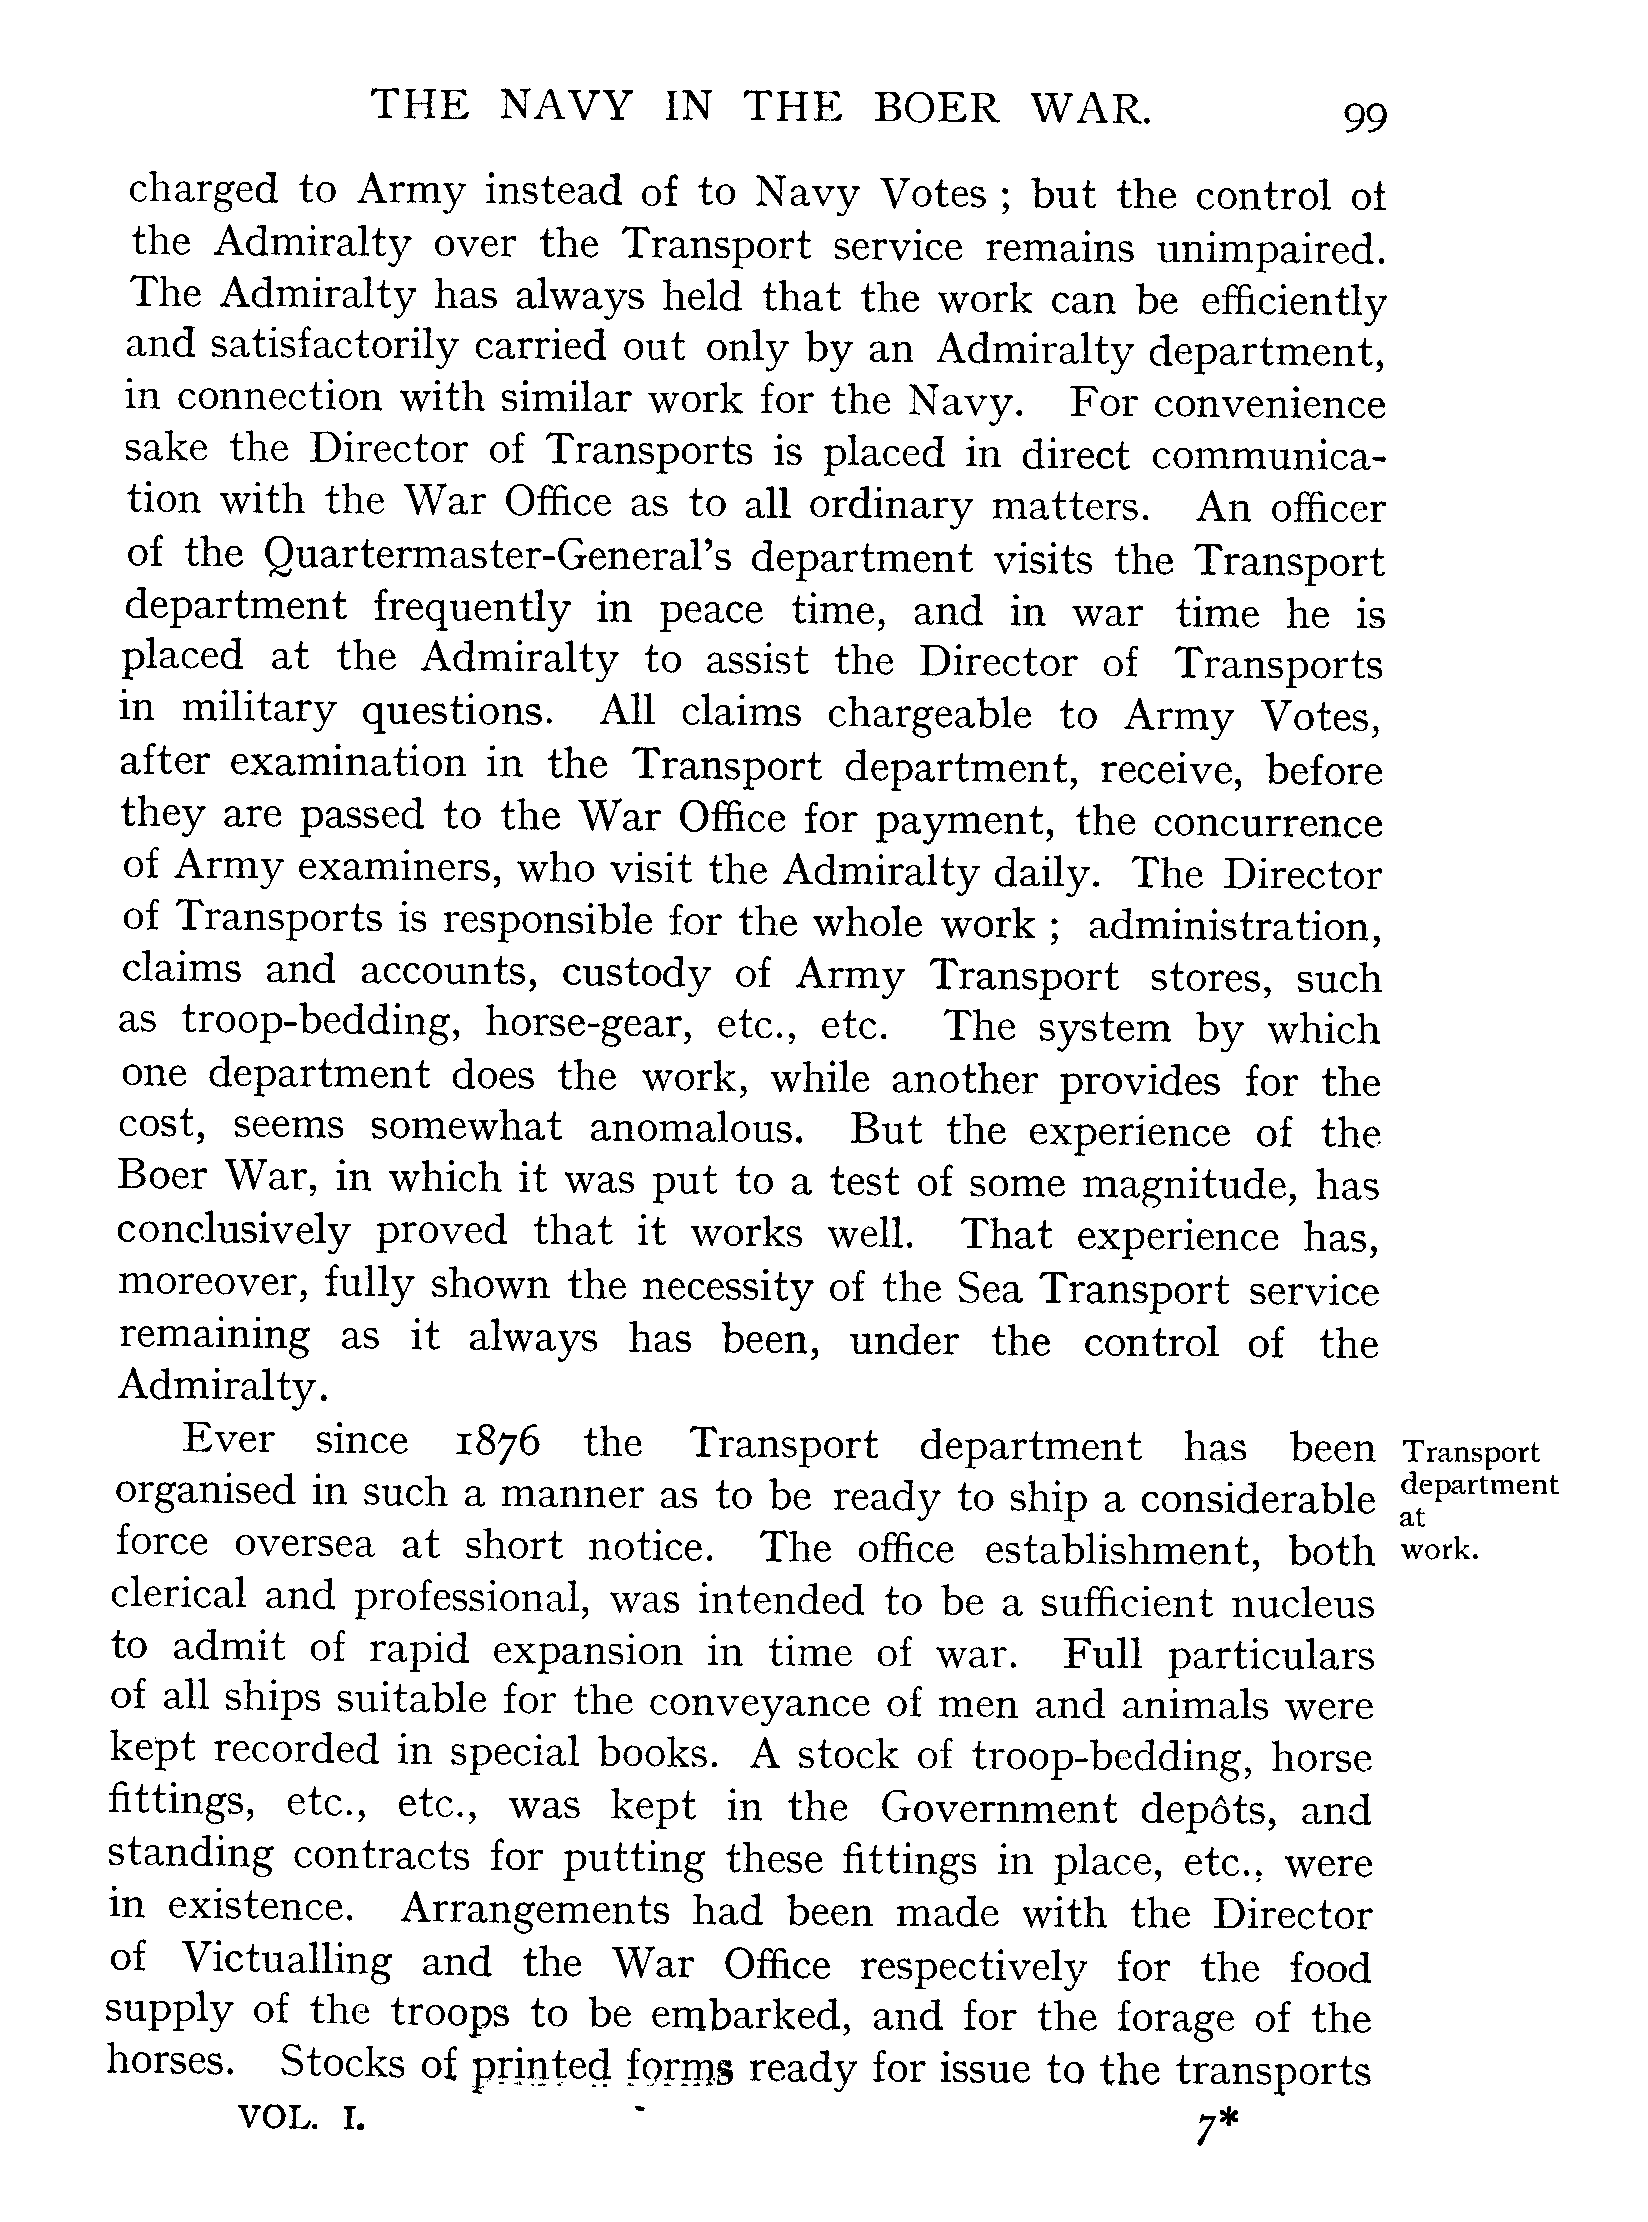 THE NAVY IN THE BOER WAR. 99
charged to Army instead of to Navy Votes ; but the control of
the Admiralty over the Transport service remains unimpaired.
The Admiralty has always held that the work can be efficiently
and satisfactorily carried out only by an Admiralty department,
in connection with similar work for the Navy. For convenience
sake the Director of Transports is placed in direct communica-
tion with the War Office as to all ordinary matters. An officer
of the Quartermaster-General's department visits the Transport
department frequently in peace time, and in war time he is
placed at the Admiralty to assist the Director of Transports
in military questions. All claims chargeable to Army Votes,
after examination in the Transport department, receive, before
they are passed to the War Office for payment, the concurrence
of Army examiners, who visit the Admiralty daily. The Director
of Transports is responsible for the whole work ; administration,
claims and accounts, custody of Army Transport stores, such
as troop-bedding, horse-gear, etc., etc. The system by which
one department does the work, while another provides for the
cost, seems somewhat anomalous. But the experience of the
Boer War, in which it was put to a test of some magnitude, has
conclusively proved that it works well. That experience has,
moreover, fully shown the necessity of the Sea Transport service
remaining as it always has been, under the control of the
Admiralty.
Ever since 1876 the Transport department has been
organised in such a manner as to be ready to ship a considerable
force oversea at short notice. The office establishment, both
clerical and professional, was intended to be a sufficient nucleus
to admit of rapid expansion in time of war. Full particulars
of all ships suitable for the conveyance of men and animals were
kept recorded in special books. A stock of troop-bedding, horse
fittings, etc., etc., was kept in the Government depôts, and
standing contracts for putting these fittings in place, etc., were
in existence. Arrangements had been made with the Director
of Victualling and the War Office respectively for the food
supply of the troops to be embarked, and for the forage of the
horses. Stocks of printed forms ready for issue to the transports
Transport
department
at
work.
VOL. I. 7*